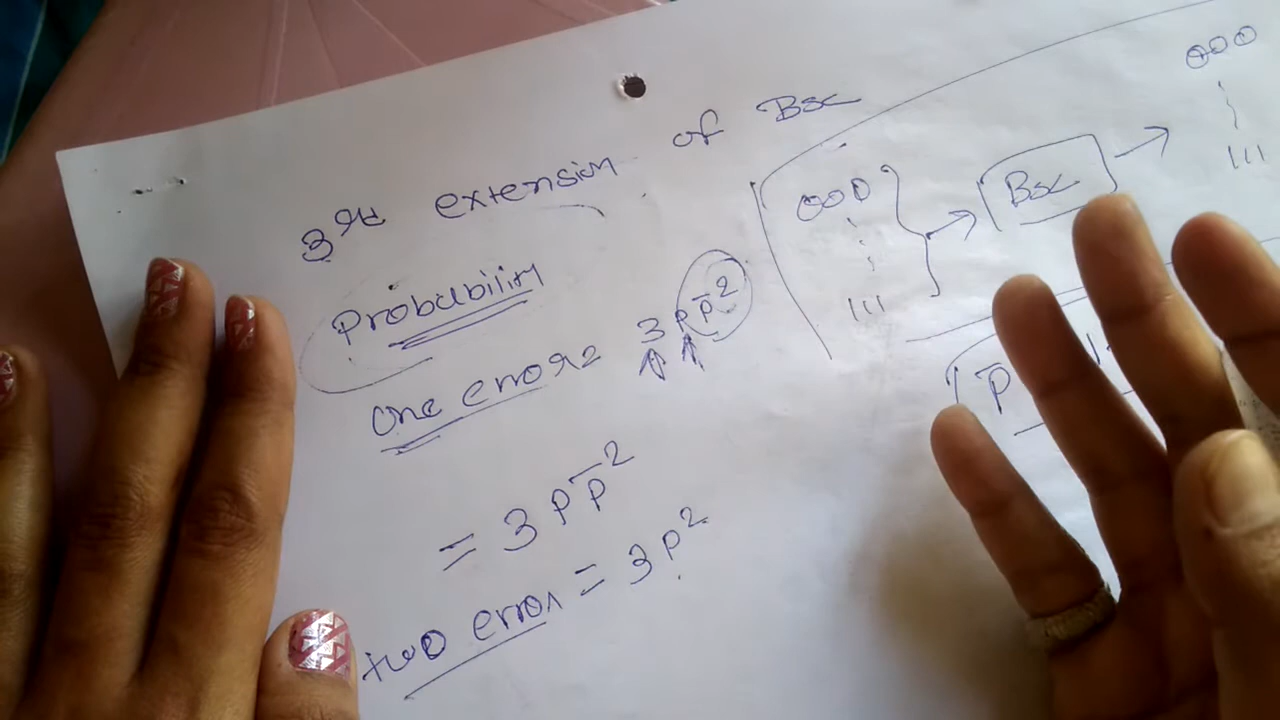 3rd extension of BSC
Probability
One error = 3 p p̄²
= 3 p p̄²
two error = 3 p²
000
111
BSC
000
111
p̄